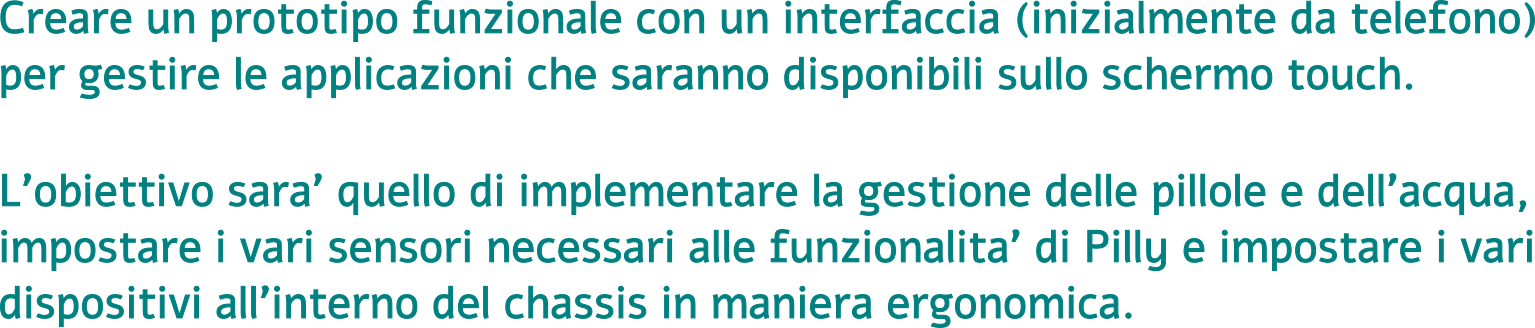 Creare un prototipo funzionale con un interfaccia (inizialmente da telefono)
per gestire le applicazioni che saranno disponibili sullo schermo touch.
L’obiettivo sara’ quello di implementare la gestione delle pillole e dell’acqua,
impostare i vari sensori necessari alle funzionalita’ di Pilly e impostare i vari
dispositivi all’interno del chassis in maniera ergonomica.